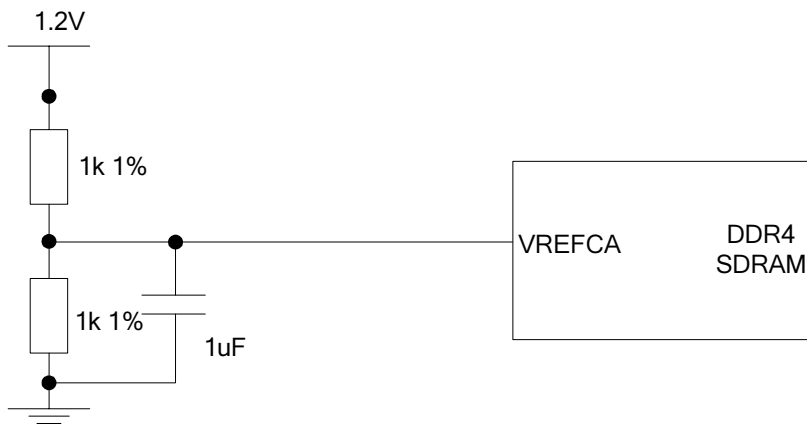 1.2V
1k 1%
VREFCA
DDR4
SDRAM
1k 1%
1uF